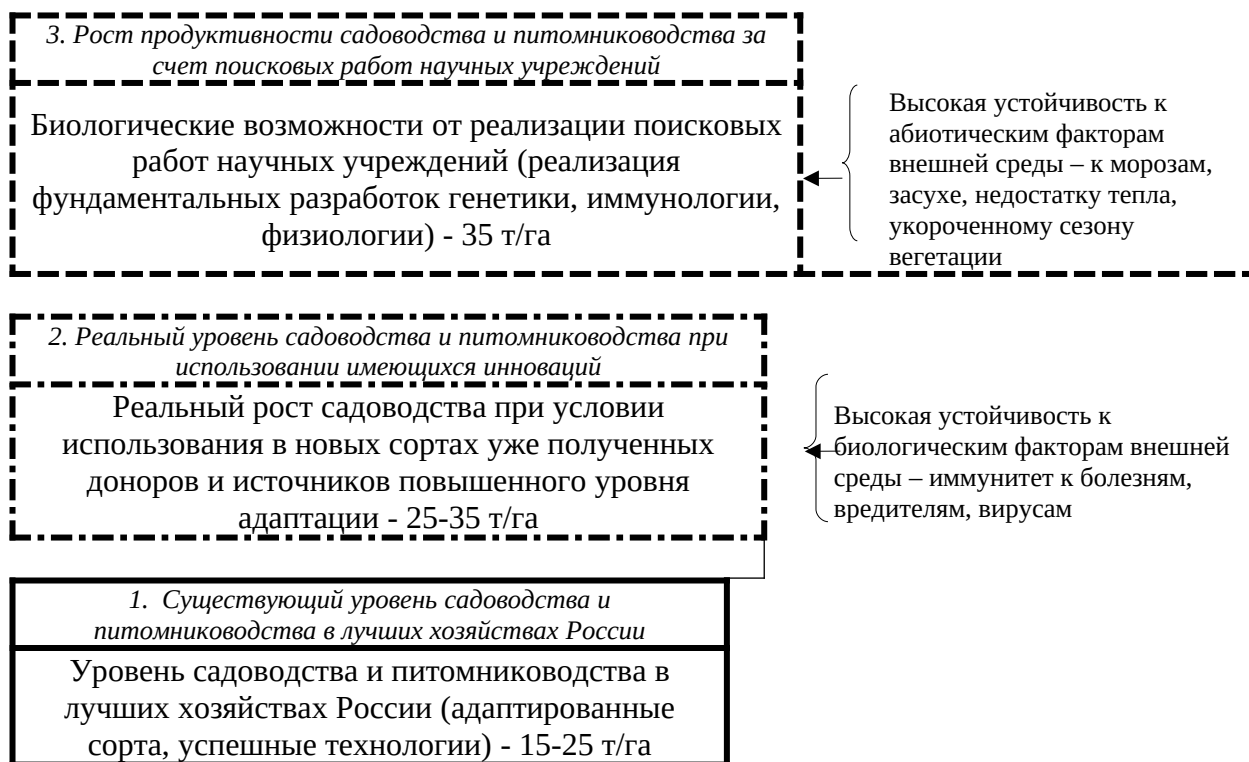 3. Рост продуктивности садоводства и питомниководства за
счет поисковых работ научных учреждений
Биологические возможности от реализации поисковых
работ научных учреждений (реализация
фундаментальных разработок генетики, иммунологии,
физиологии) - 35 т/га
Высокая устойчивость к
абиотическим факторам
внешней среды – к морозам,
засухе, недостатку тепла,
укороченному сезону
вегетации
2. Реальный уровень садоводства и питомниководства при
использовании имеющихся инноваций
Реальный рост садоводства при условии
использования в новых сортах уже полученных
доноров и источников повышенного уровня
адаптации - 25-35 т/га
Высокая устойчивость к
биологическим факторам внешней
среды – иммунитет к болезням,
вредителям, вирусам
1. Существующий уровень садоводства и
питомниководства в лучших хозяйствах России
Уровень садоводства и питомниководства в
лучших хозяйствах России (адаптированные
сорта, успешные технологии) - 15-25 т/га